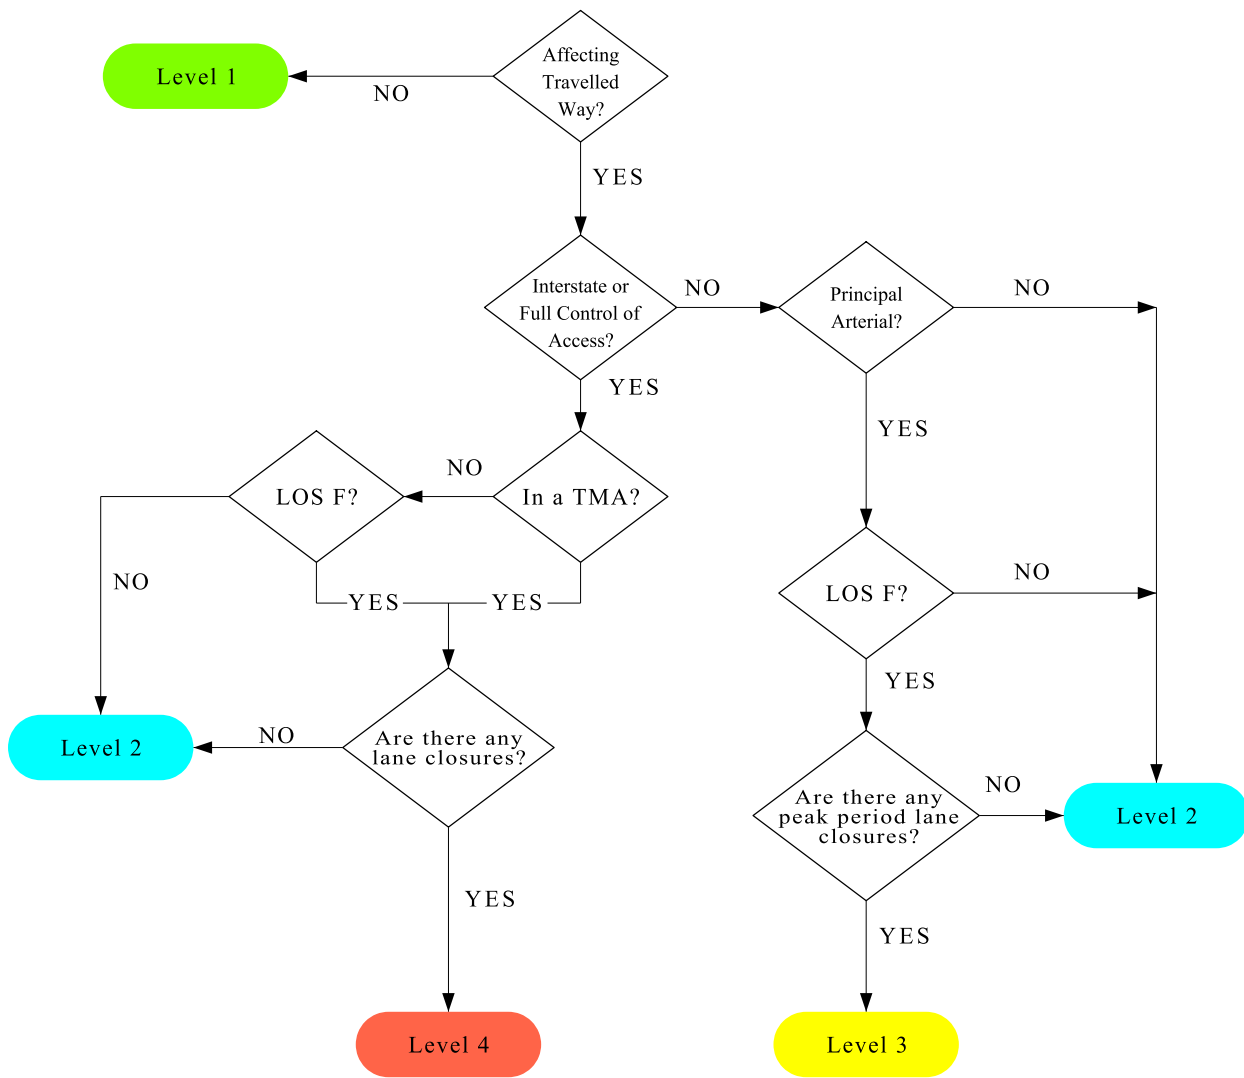 Affecting
Travelled
Way?
Level 1
NO
YES
Interstate or
Full Control of
Access?
NO
Principal
Arterial?
NO
YES
YES
LOS F?
NO
In a TMA?
NO
YES
YES
LOS F?
NO
YES
Are there any
lane closures?
NO
Level 2
YES
Are there any
peak period lane
closures?
NO
Level 2
YES
YES
Level 4
Level 3